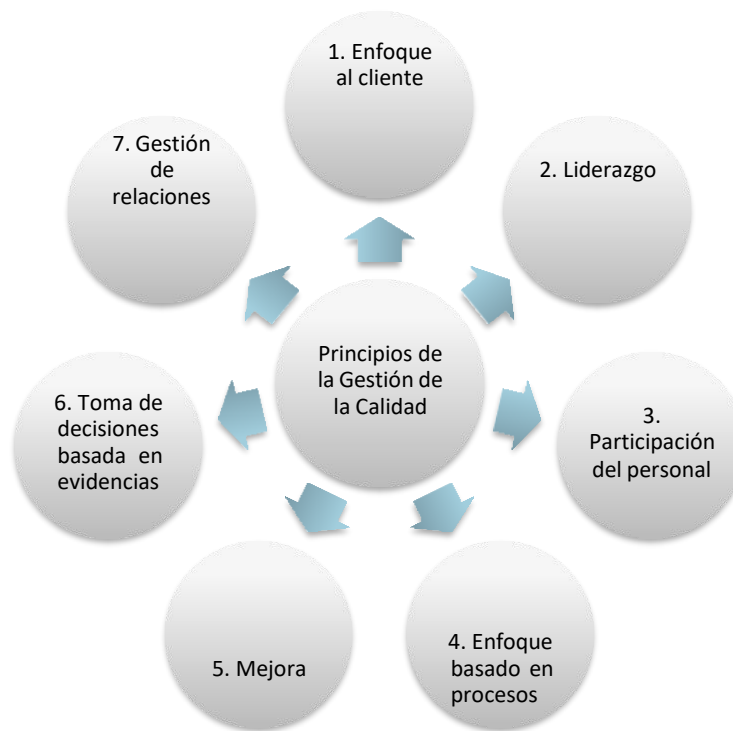 1. Enfoque
al cliente
2. Liderazgo
3.
Participación
del personal
4. Enfoque
basado en
procesos
5. Mejora
6. Toma de
decisiones
basada en
evidencias
7. Gestión
de
relaciones
Principios de
la Gestión de
la Calidad